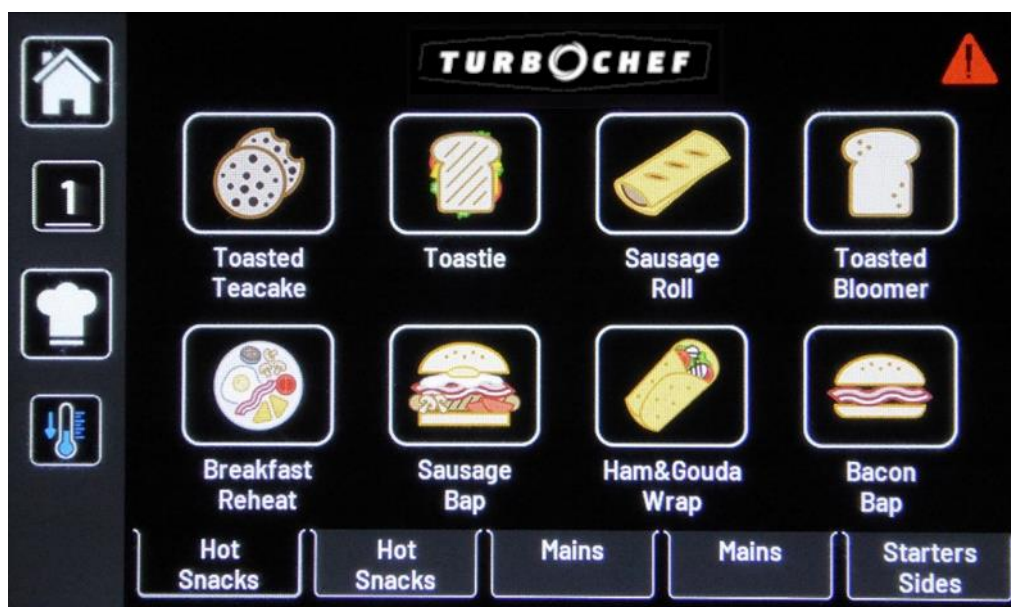 TURBOCHEF
1
Toasted
Teacake
Toastie
Sausage
Roll
Toasted
Bloomer
Breakfast
Reheat
Sausage
Bap
Ham&Gouda
Wrap
Bacon
Bap
Hot
Snacks
Hot
Snacks
Mains
Mains
Starters
Sides